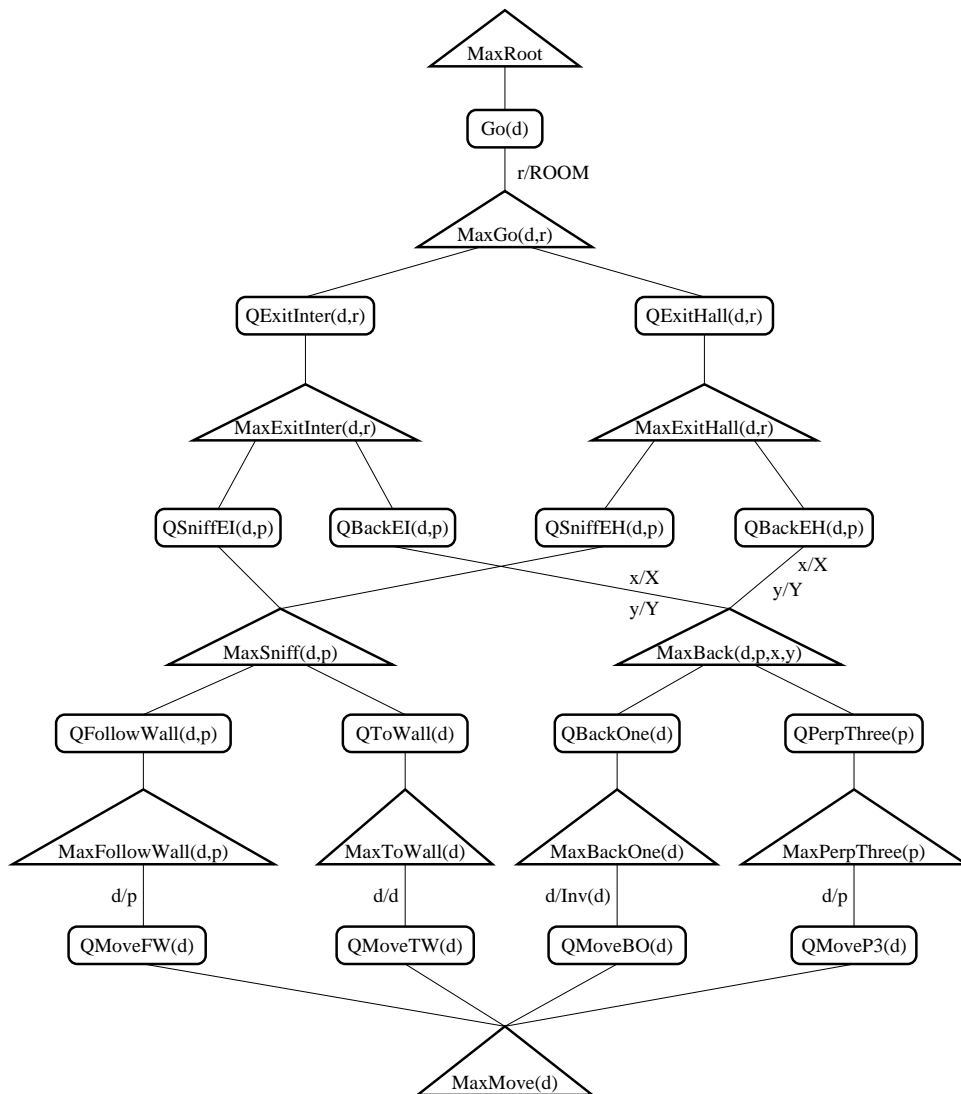 MaxRoot
Go(d)
r/ROOM
MaxGo(d,r)
QExitInter(d,r)
QExitHall(d,r)
MaxExitInter(d,r)
MaxExitHall(d,r)
QSniffEI(d,p)
QBackEI(d,p)
QSniffEH(d,p)
QBackEH(d,p)
x/X
y/Y
x/X
y/Y
MaxSniff(d,p)
MaxBack(d,p,x,y)
QFollowWall(d,p)
QToWall(d)
QBackOne(d)
QPerpThree(p)
MaxFollowWall(d,p)
MaxToWall(d)
MaxBackOne(d)
MaxPerpThree(p)
d/p
d/d
d/Inv(d)
d/p
QMoveFW(d)
QMoveTW(d)
QMoveBO(d)
QMoveP3(d)
MaxMove(d)